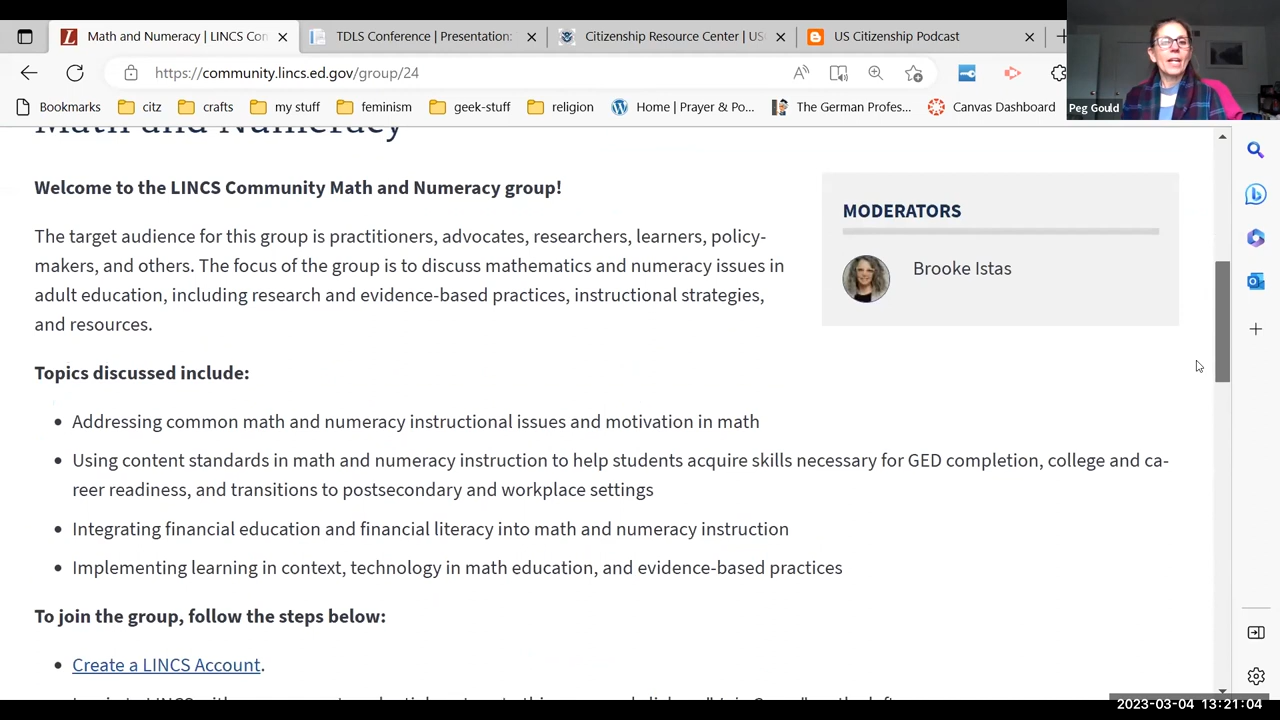 Math and Numeracy | LINCS Con
TDLS Conference | Presentation:
Citizenship Resource Center | US
US Citizenship Podcast
https://community.lincs.ed.gov/group/24
Bookmarks
citz
crafts
my stuff
feminism
geek-stuff
religion
Home | Prayer & Po...
The German Profes...
Canvas Dashboard
Peg Gould
Math and Numeracy
Welcome to the LINCS Community Math and Numeracy group!
The target audience for this group is practitioners, advocates, researchers, learners, policy-
makers, and others. The focus of the group is to discuss mathematics and numeracy issues in
adult education, including research and evidence-based practices, instructional strategies,
and resources.
MODERATORS
Brooke Istas
Topics discussed include:
• Addressing common math and numeracy instructional issues and motivation in math
• Using content standards in math and numeracy instruction to help students acquire skills necessary for GED completion, college and ca-
reer readiness, and transitions to postsecondary and workplace settings
• Integrating financial education and financial literacy into math and numeracy instruction
• Implementing learning in context, technology in math education, and evidence-based practices
To join the group, follow the steps below:
• Create a LINCS Account.
2023-03-04 13:21:04